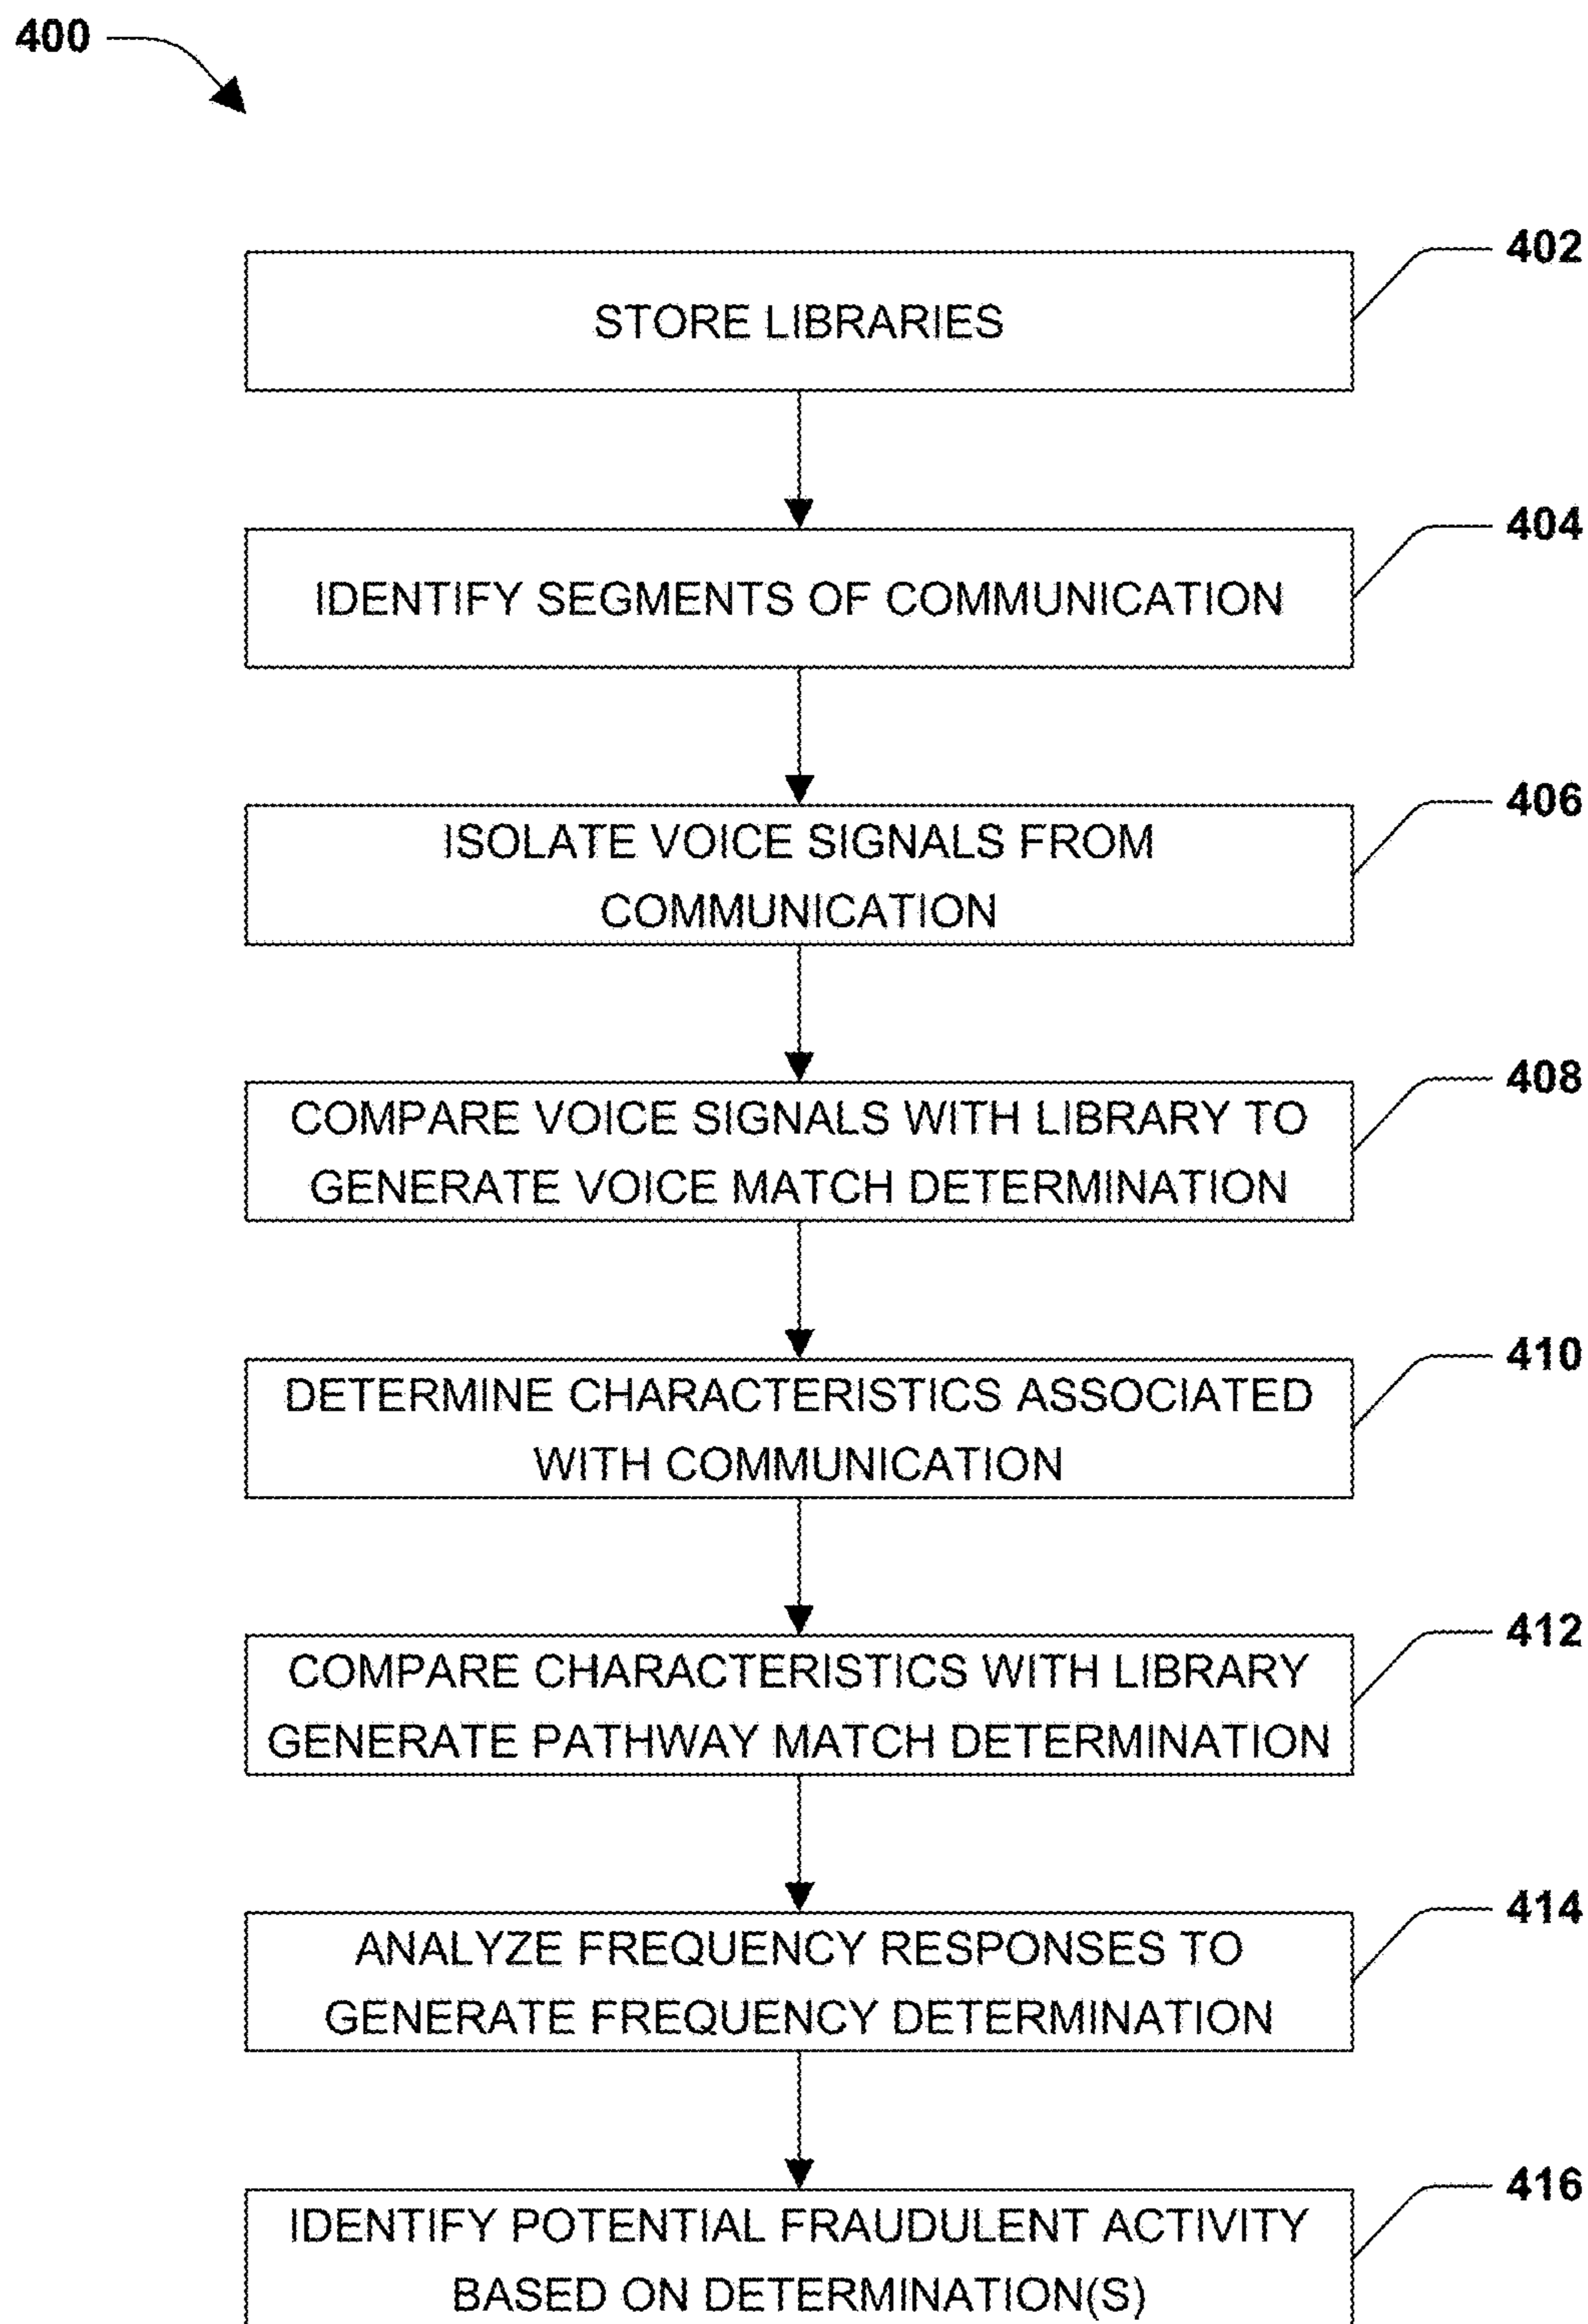 400
402
STORE LIBRARIES
404
IDENTIFY SEGMENTS OF COMMUNICATION
406
ISOLATE VOICE SIGNALS FROM
COMMUNICATION
408
COMPARE VOICE SIGNALS WITH LIBRARY TO
GENERATE VOICE MATCH DETERMINATION
410
DETERMINE CHARACTERISTICS ASSOCIATED
WITH COMMUNICATION
412
COMPARE CHARACTERISTICS WITH LIBRARY
GENERATE PATHWAY MATCH DETERMINATION
414
ANALYZE FREQUENCY RESPONSES TO
GENERATE FREQUENCY DETERMINATION
416
IDENTIFY POTENTIAL FRAUDULENT ACTIVITY
BASED ON DETERMINATION(S)